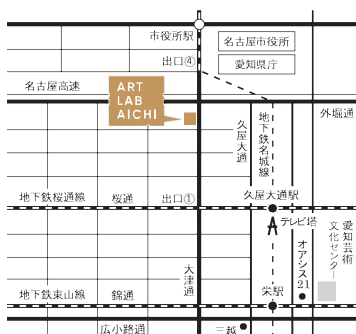 市役所駅
名古屋市役所
出口④
愛知県庁
名古屋高速
ART
LAB
AICHI
外堀通
久屋大通
地下鉄名城線
地下鉄桜通線
桜通
出口①
久屋大通駅
テレビ塔
愛知芸術
文化センター
オアシス21
大津通
栄駅
地下鉄東山線
錦通
広小路通
三越